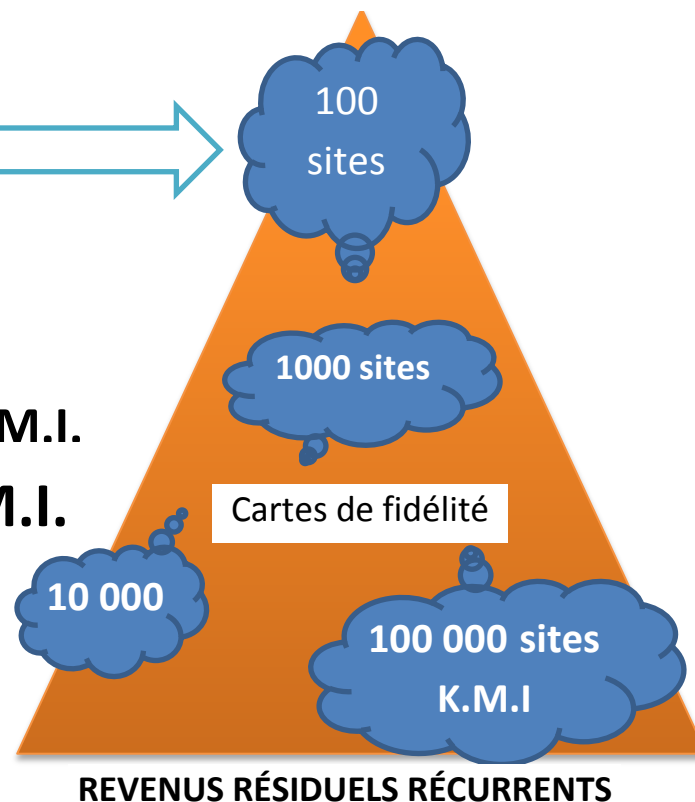 100
sites
1000 sites
M.I.
M.I.
Cartes de fidélité
10 000
100 000 sites
K.M.I
REVENUS RÉSIDUELS RÉCURRENTS